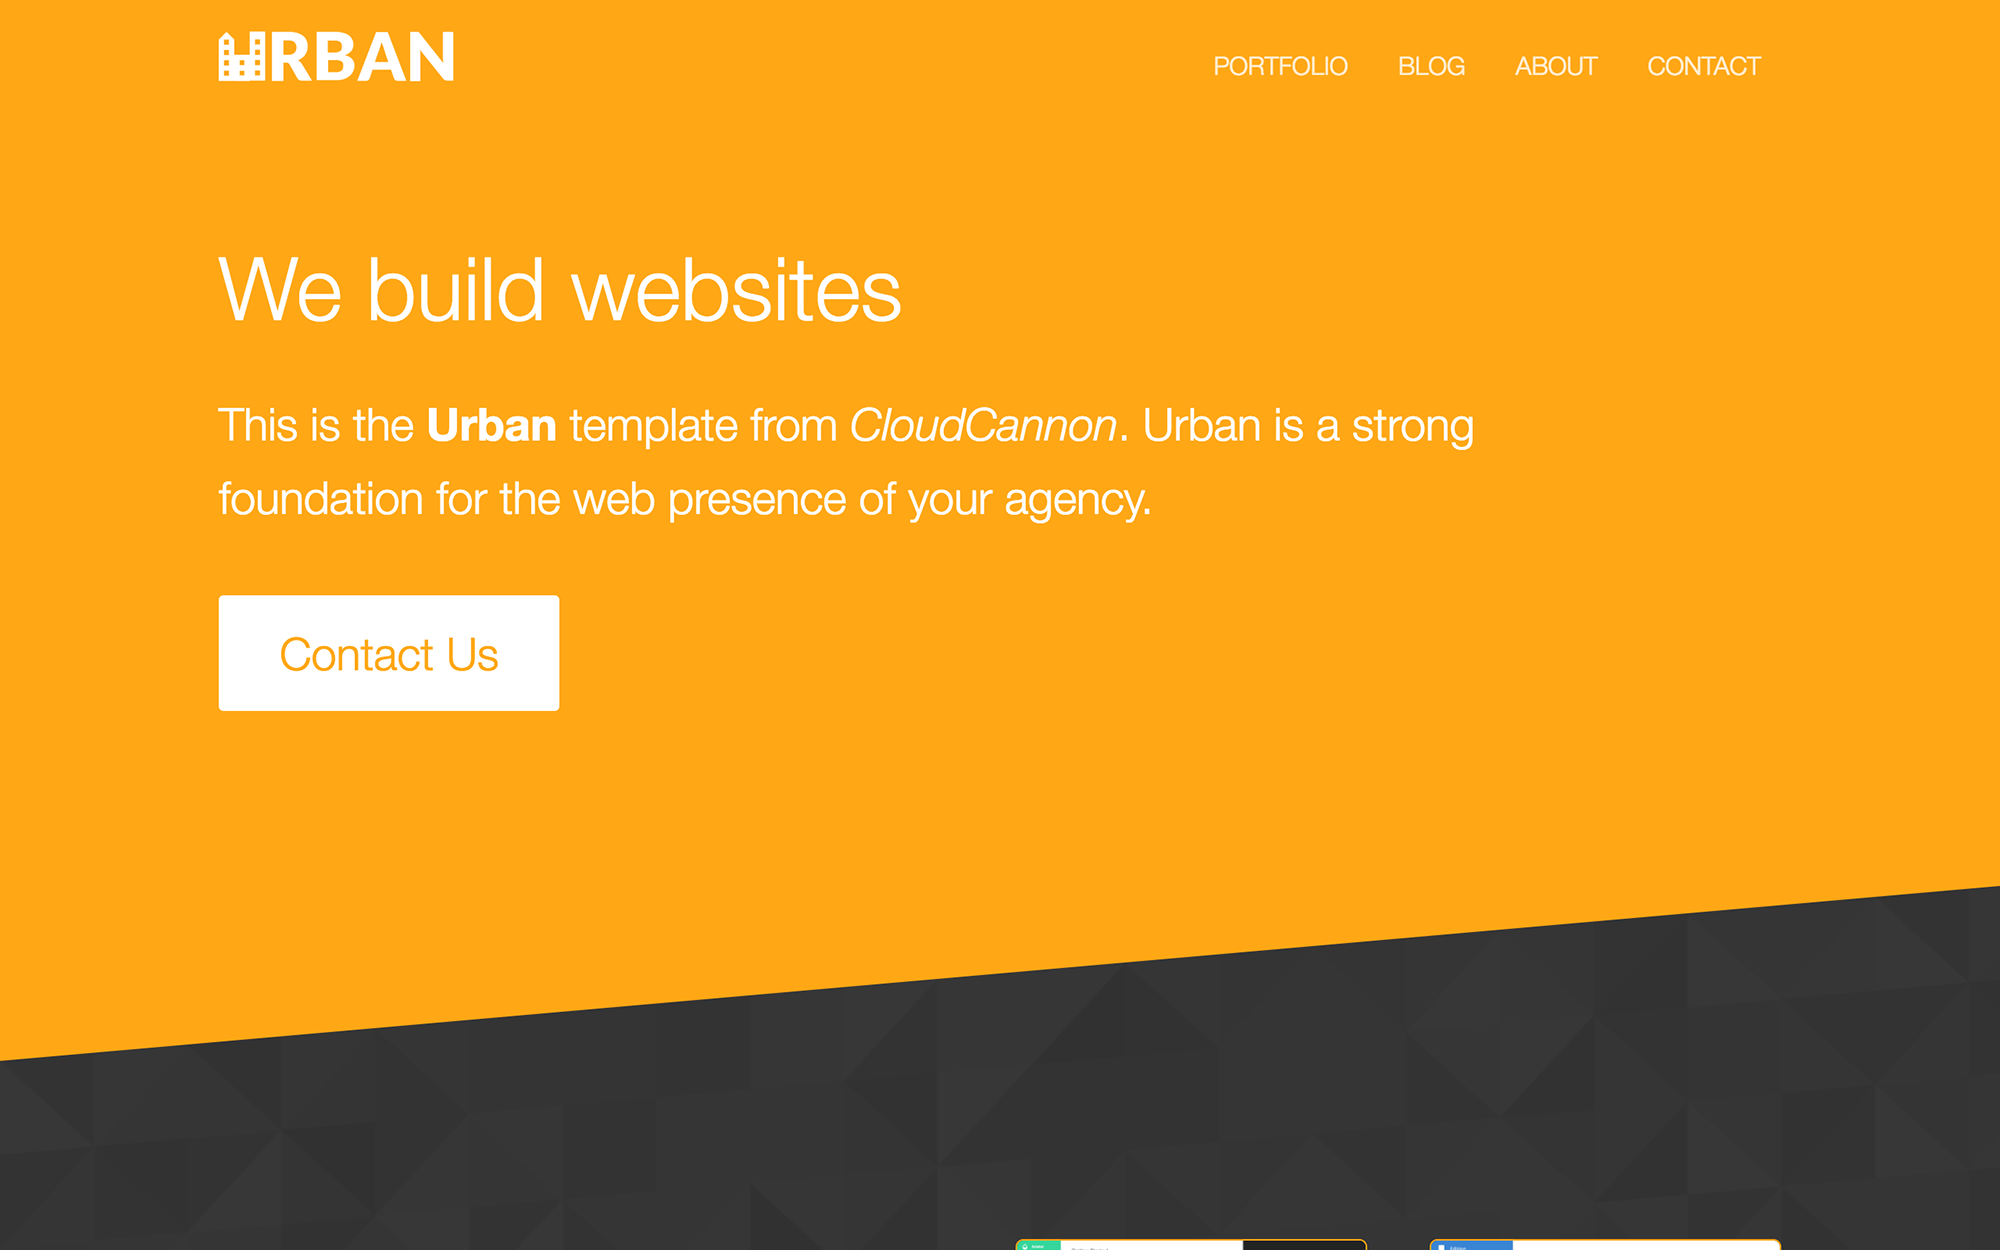 URBAN
PORTFOLIO BLOG ABOUT CONTACT
We build websites
This is the Urban template from CloudCannon. Urban is a strong
foundation for the web presence of your agency.
Contact Us